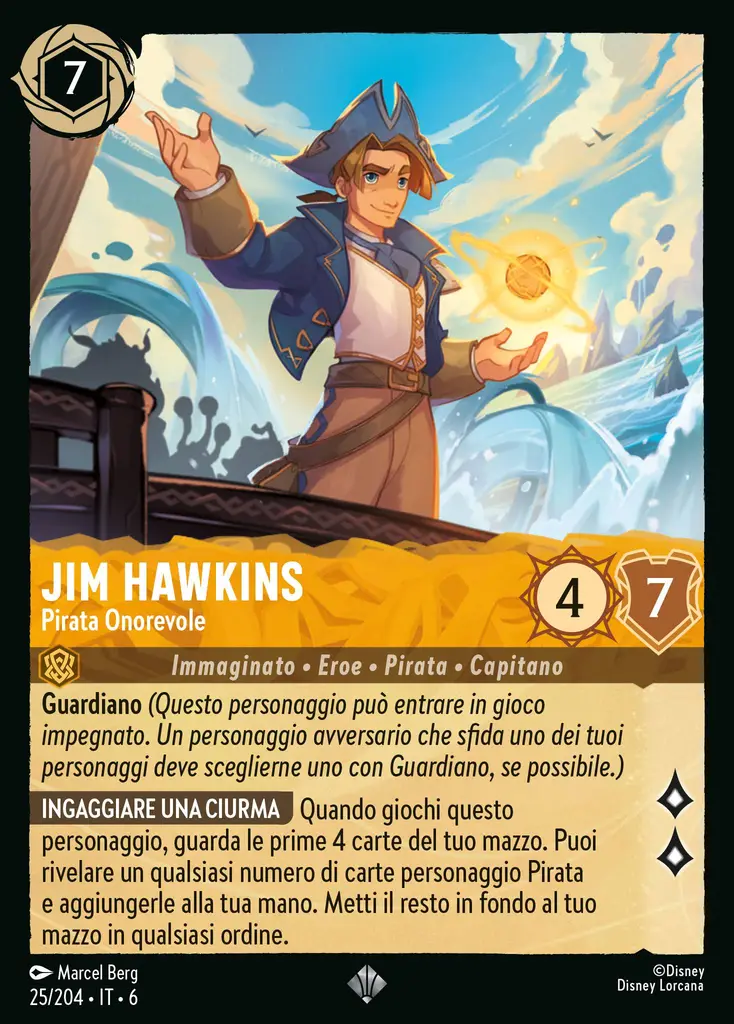 7
JIM HAWKINS
Pirata Onorevole
4
7
Immaginato • Eroe • Pirata • Capitano
Guardiano (Questo personaggio può entrare in gioco
impegnato. Un personaggio avversario che sfida uno dei tuoi
personaggi deve sceglierne uno con Guardiano, se possibile.)
INGAGGIARE UNA CIURMA Quando giochi questo
personaggio, guarda le prime 4 carte del tuo mazzo. Puoi
rivelare un qualsiasi numero di carte personaggio Pirata
e aggiungerle alla tua mano. Metti il resto in fondo al tuo
mazzo in qualsiasi ordine.
Marcel Berg
25/204 • IT • 6
©Disney
Disney Lorcana